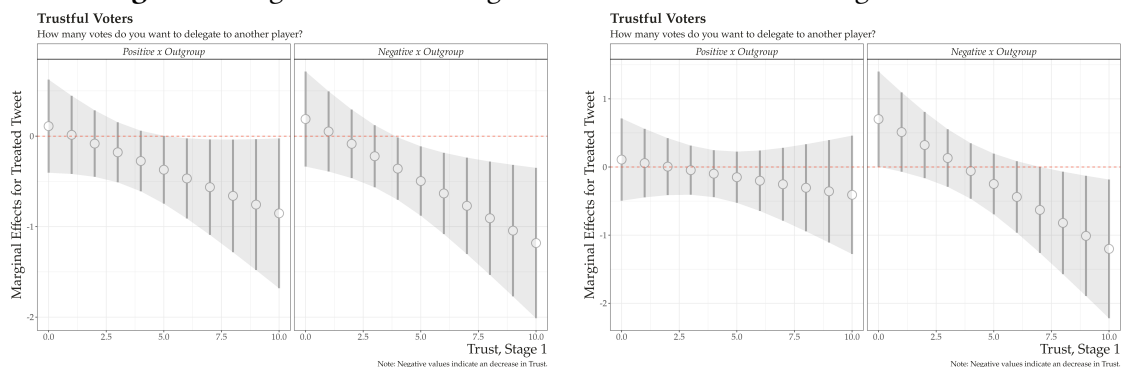 Trustful Voters
How many votes do you want to delegate to another player?
Positive x Outgroup
Negative x Outgroup
Marginal Effects for Treated Tweet
0
-1
-2
0.0 2.5 5.0 7.5 10.0 0.0 2.5 5.0 7.5 10.0
Trust, Stage 1
Note: Negative values indicate an decrease in Trust.
Trustful Voters
How many votes do you want to delegate to another player?
Positive x Outgroup
Negative x Outgroup
Marginal Effects for Treated Tweet
1
0
-1
-2
0.0 2.5 5.0 7.5 10.0 0.0 2.5 5.0 7.5 10.0
Trust, Stage 1
Note: Negative values indicate an decrease in Trust.